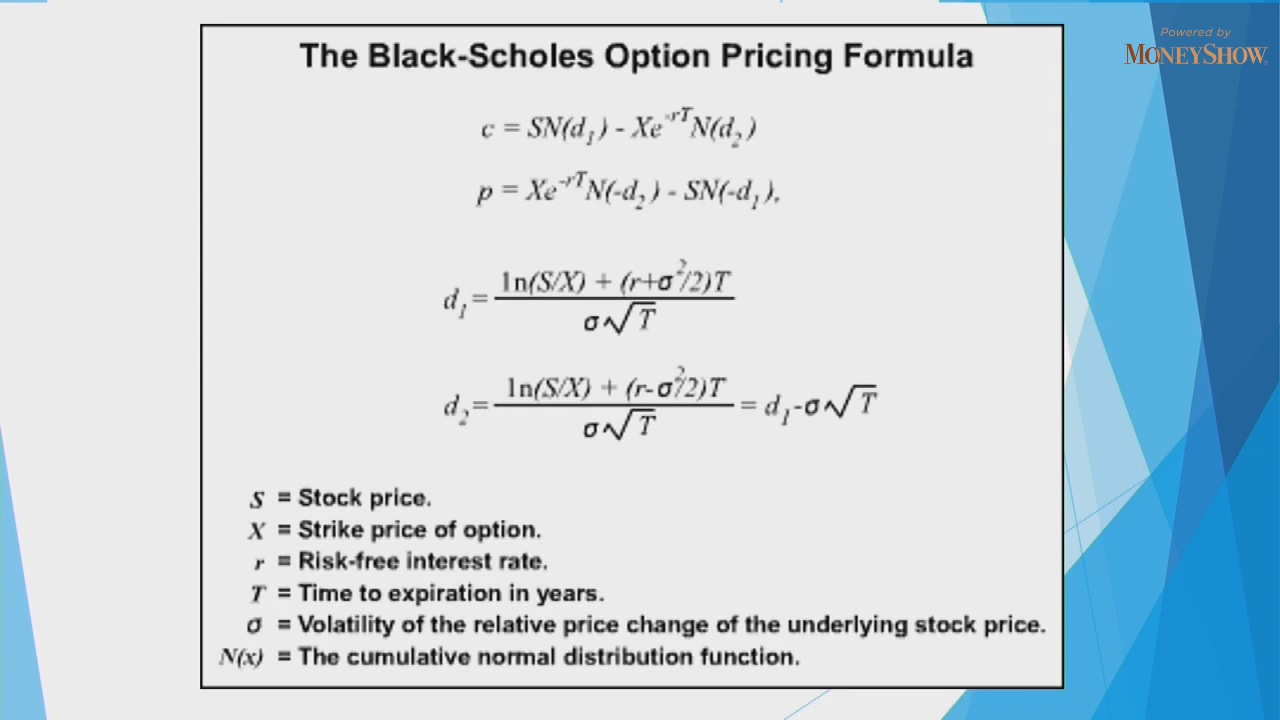 Powered by
MONEYSHOW
The Black-Scholes Option Pricing Formula
c = SN(d₁) - Xe⁻ʳᵀN(d₂)
p = Xe⁻ʳᵀN(-d₂) - SN(-d₁).
d₁ = ln(S/X) + (r+σ²/2)T / σ√T
d₂ = ln(S/X) + (r-σ²/2)T / σ√T = d₁-σ√T
S = Stock price.
X = Strike price of option.
r = Risk-free interest rate.
T = Time to expiration in years.
σ = Volatility of the relative price change of the underlying stock price.
N(x) = The cumulative normal distribution function.